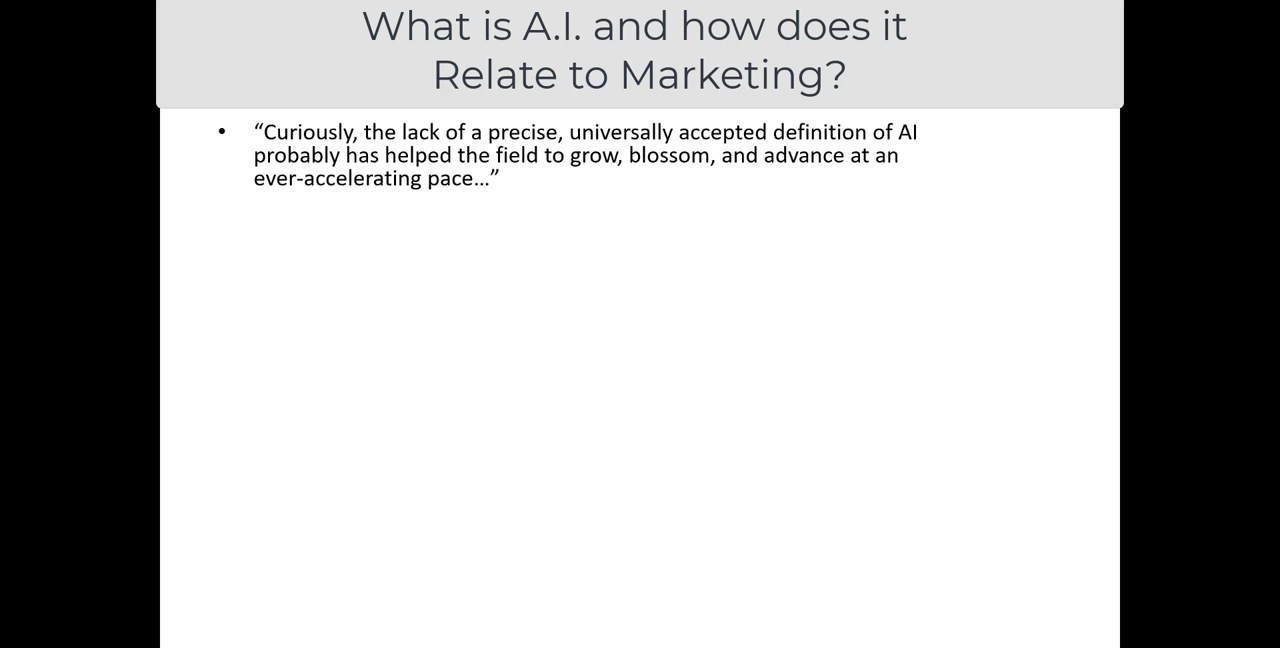 What is A.I. and how does it
Relate to Marketing?
• “Curiously, the lack of a precise, universally accepted definition of AI
probably has helped the field to grow, blossom, and advance at an
ever-accelerating pace...”